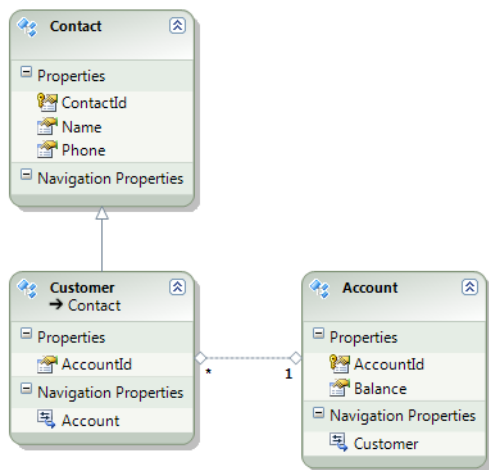 Contact
Properties
ContactId
Name
Phone
Navigation Properties
Customer
➔ Contact
Properties
AccountId
Navigation Properties
Account
* 1
Account
Properties
AccountId
Balance
Navigation Properties
Customer